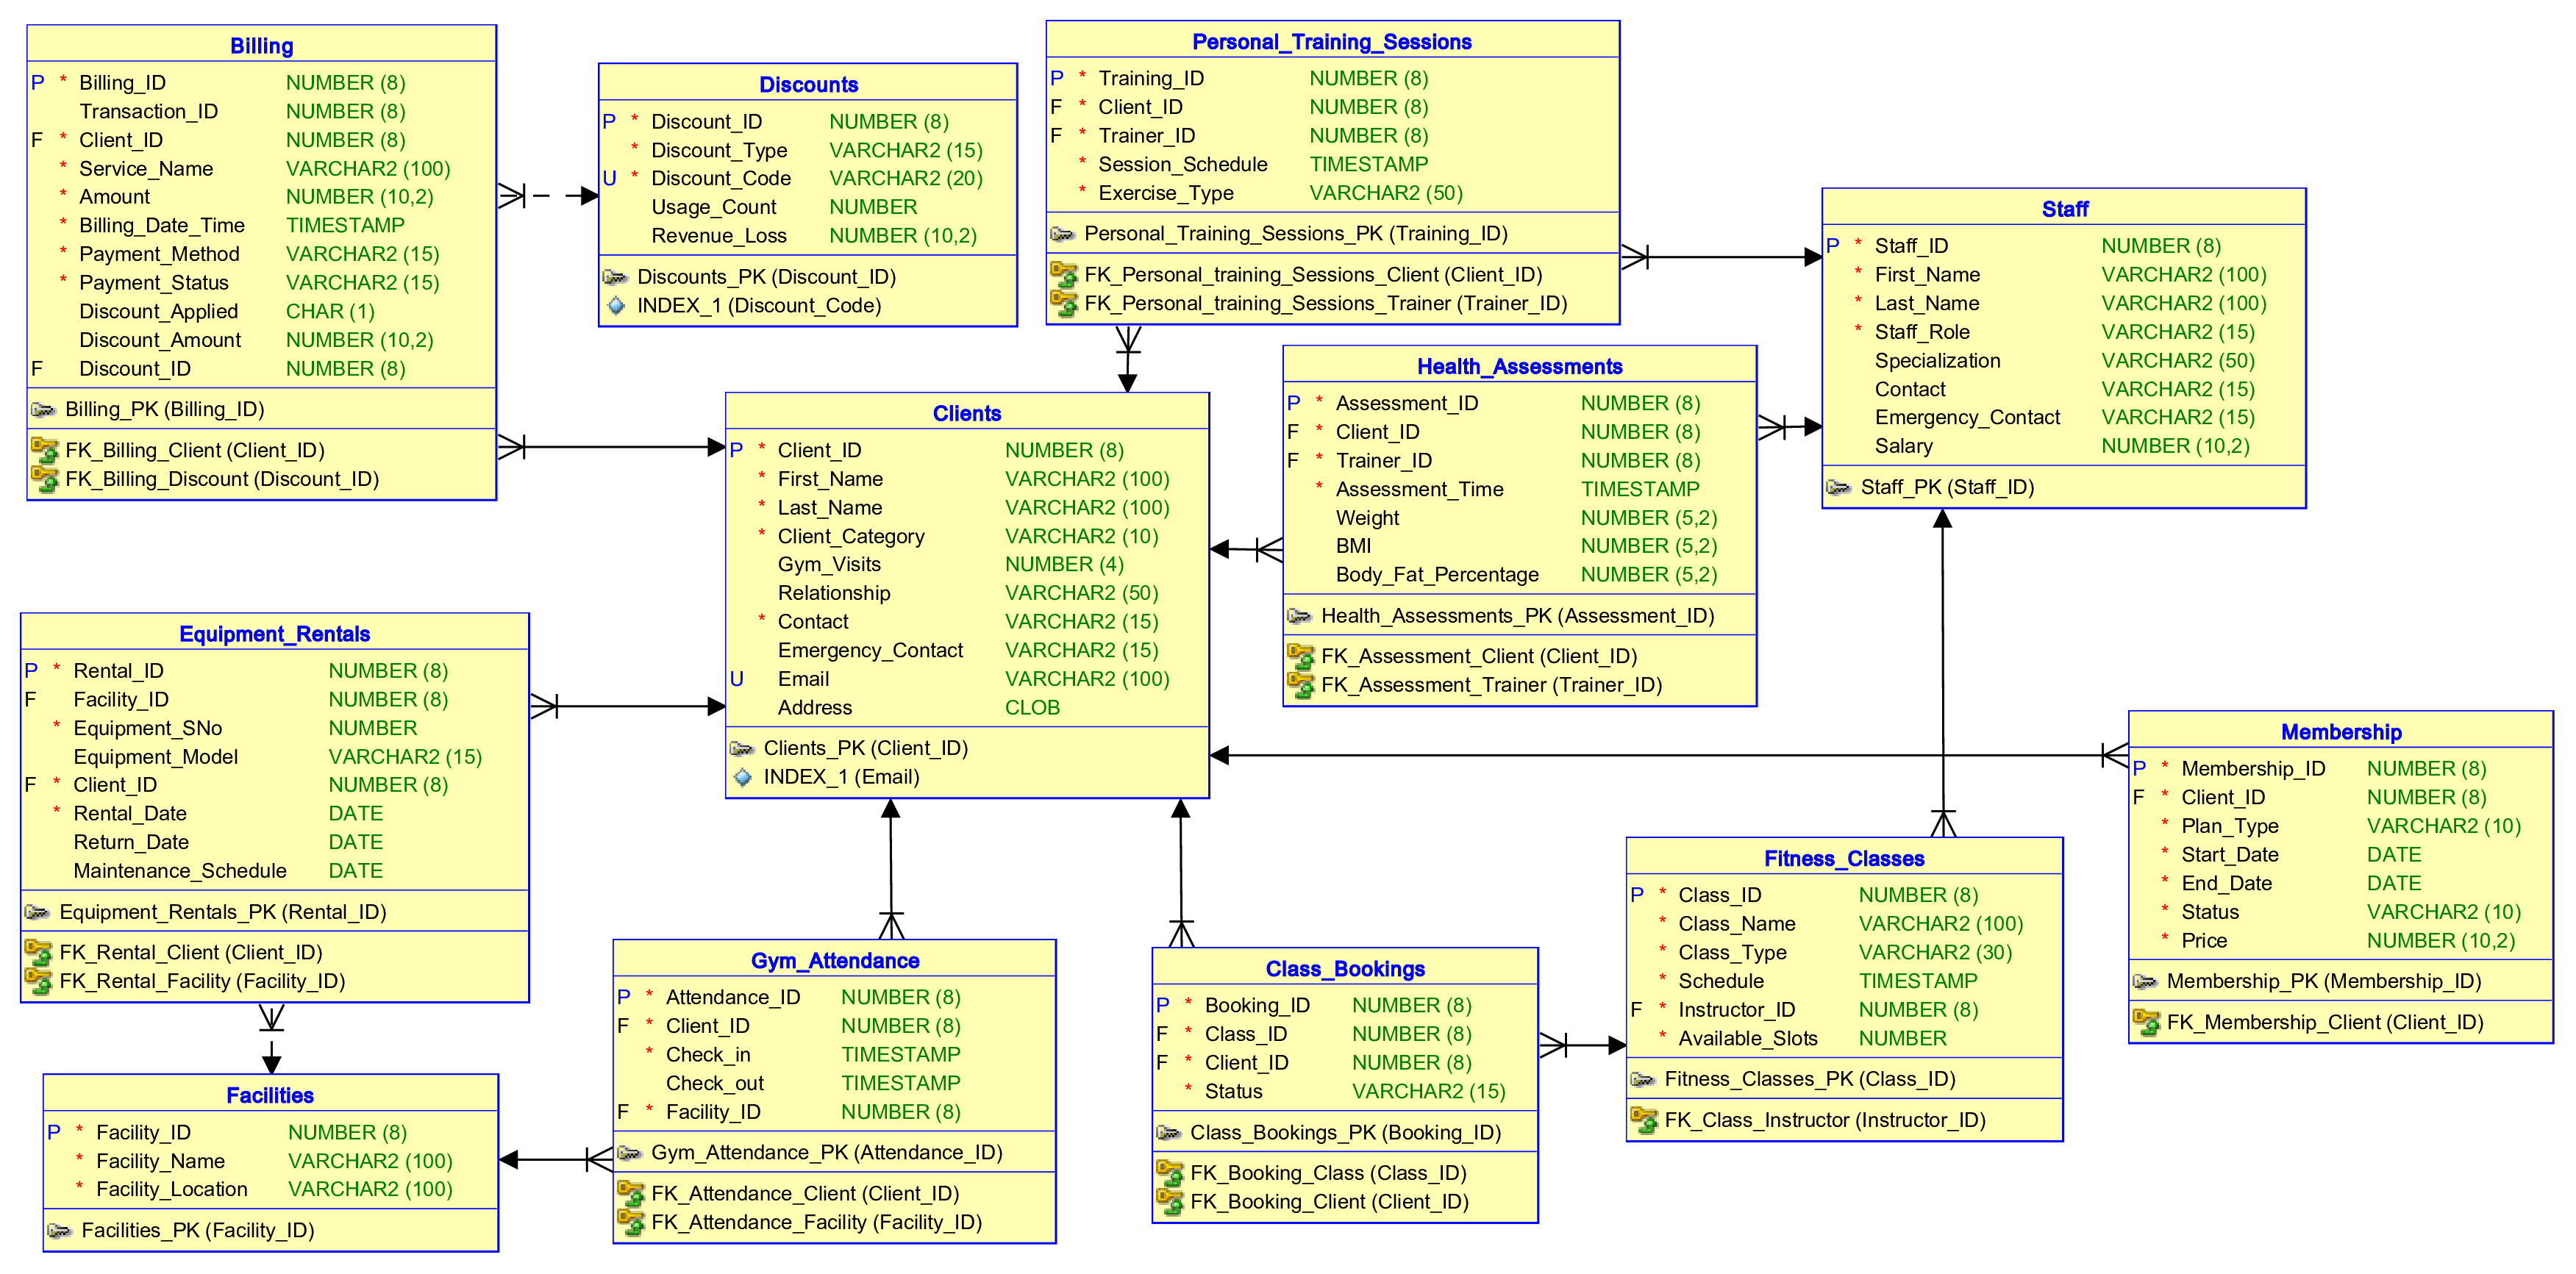 Billing
P * Billing_ID NUMBER (8)
Transaction_ID NUMBER (8)
F * Client_ID NUMBER (8)
* Service_Name VARCHAR2 (100)
* Amount NUMBER (10,2)
* Billing_Date_Time TIMESTAMP
* Payment_Method VARCHAR2 (15)
* Payment_Status VARCHAR2 (15)
Discount_Applied CHAR (1)
Discount_Amount NUMBER (10,2)
F Discount_ID NUMBER (8)
Billing_PK (Billing_ID)
FK_Billing_Client (Client_ID)
FK_Billing_Discount (Discount_ID)
Discounts
P * Discount_ID NUMBER (8)
* Discount_Type VARCHAR2 (15)
U * Discount_Code VARCHAR2 (20)
Usage_Count NUMBER
Revenue_Loss NUMBER (10,2)
Discounts_PK (Discount_ID)
INDEX_1 (Discount_Code)
Personal_Training_Sessions
P * Training_ID NUMBER (8)
F * Client_ID NUMBER (8)
F * Trainer_ID NUMBER (8)
* Session_Schedule TIMESTAMP
* Exercise_Type VARCHAR2 (50)
Personal_Training_Sessions_PK (Training_ID)
FK_Personal_training_Sessions_Client (Client_ID)
FK_Personal_training_Sessions_Trainer (Trainer_ID)
Staff
P * Staff_ID NUMBER (8)
* First_Name VARCHAR2 (100)
* Last_Name VARCHAR2 (100)
* Staff_Role VARCHAR2 (15)
Specialization VARCHAR2 (50)
Contact VARCHAR2 (15)
Emergency_Contact VARCHAR2 (15)
Salary NUMBER (10,2)
Staff_PK (Staff_ID)
Clients
P * Client_ID NUMBER (8)
* First_Name VARCHAR2 (100)
* Last_Name VARCHAR2 (100)
* Client_Category VARCHAR2 (10)
Gym_Visits NUMBER (4)
Relationship VARCHAR2 (50)
* Contact VARCHAR2 (15)
Emergency_Contact VARCHAR2 (15)
U Email VARCHAR2 (100)
Address CLOB
Clients_PK (Client_ID)
INDEX_1 (Email)
Health_Assessments
P * Assessment_ID NUMBER (8)
F * Client_ID NUMBER (8)
F * Trainer_ID NUMBER (8)
* Assessment_Time TIMESTAMP
Weight NUMBER (5,2)
BMI NUMBER (5,2)
Body_Fat_Percentage NUMBER (5,2)
Health_Assessments_PK (Assessment_ID)
FK_Assessment_Client (Client_ID)
FK_Assessment_Trainer (Trainer_ID)
Equipment_Rentals
P * Rental_ID NUMBER (8)
F Facility_ID NUMBER (8)
* Equipment_SNo NUMBER
Equipment_Model VARCHAR2 (15)
F * Client_ID NUMBER (8)
* Rental_Date DATE
Return_Date DATE
Maintenance_Schedule DATE
Equipment_Rentals_PK (Rental_ID)
FK_Rental_Client (Client_ID)
FK_Rental_Facility (Facility_ID)
Membership
P * Membership_ID NUMBER (8)
F * Client_ID NUMBER (8)
* Plan_Type VARCHAR2 (10)
* Start_Date DATE
* End_Date DATE
* Status VARCHAR2 (10)
* Price NUMBER (10,2)
Membership_PK (Membership_ID)
FK_Membership_Client (Client_ID)
Fitness_Classes
P * Class_ID NUMBER (8)
* Class_Name VARCHAR2 (100)
* Class_Type VARCHAR2 (30)
* Schedule TIMESTAMP
F * Instructor_ID NUMBER (8)
* Available_Slots NUMBER
Fitness_Classes_PK (Class_ID)
FK_Class_Instructor (Instructor_ID)
Gym_Attendance
P * Attendance_ID NUMBER (8)
F * Client_ID NUMBER (8)
* Check_in TIMESTAMP
Check_out TIMESTAMP
F * Facility_ID NUMBER (8)
Gym_Attendance_PK (Attendance_ID)
FK_Attendance_Client (Client_ID)
FK_Attendance_Facility (Facility_ID)
Class_Bookings
P * Booking_ID NUMBER (8)
F * Class_ID NUMBER (8)
F * Client_ID NUMBER (8)
* Status VARCHAR2 (15)
Class_Bookings_PK (Booking_ID)
FK_Booking_Class (Class_ID)
FK_Booking_Client (Client_ID)
Facilities
P * Facility_ID NUMBER (8)
* Facility_Name VARCHAR2 (100)
* Facility_Location VARCHAR2 (100)
Facilities_PK (Facility_ID)